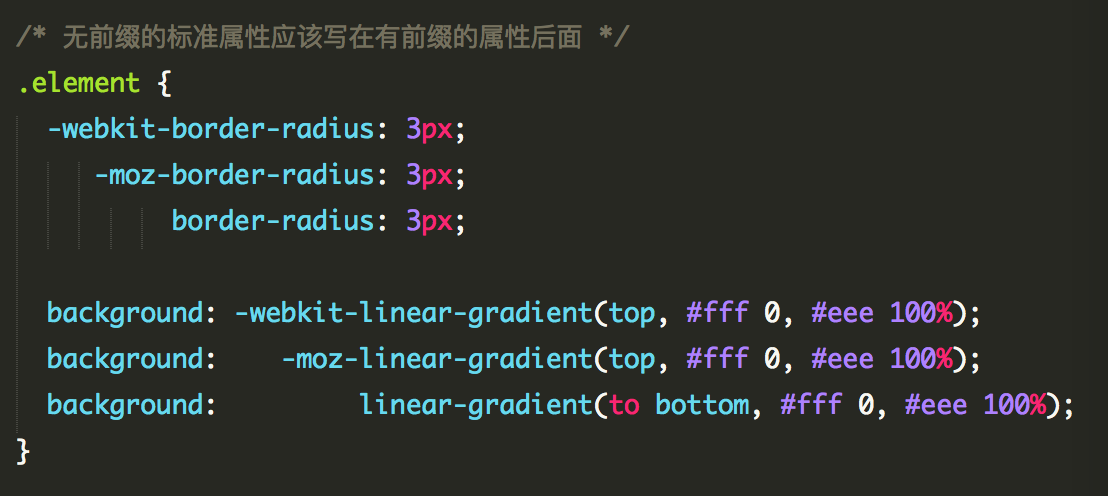 /* 无前缀的标准属性应该写在有前缀的属性后面 */
.element {
  -webkit-border-radius: 3px;
     -moz-border-radius: 3px;
          border-radius: 3px;

  background: -webkit-linear-gradient(top, #fff 0, #eee 100%);
  background:    -moz-linear-gradient(top, #fff 0, #eee 100%);
  background:         linear-gradient(to bottom, #fff 0, #eee 100%);
}